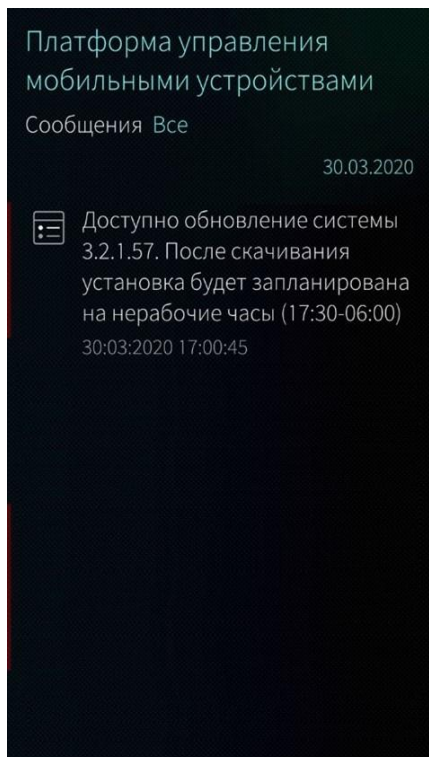 Платформа управления
мобильными устройствами
Сообщения Все
30.03.2020
Доступно обновление системы
3.2.1.57. После скачивания
установка будет запланирована
на нерабочие часы (17:30-06:00)
30:03:2020 17:00:45